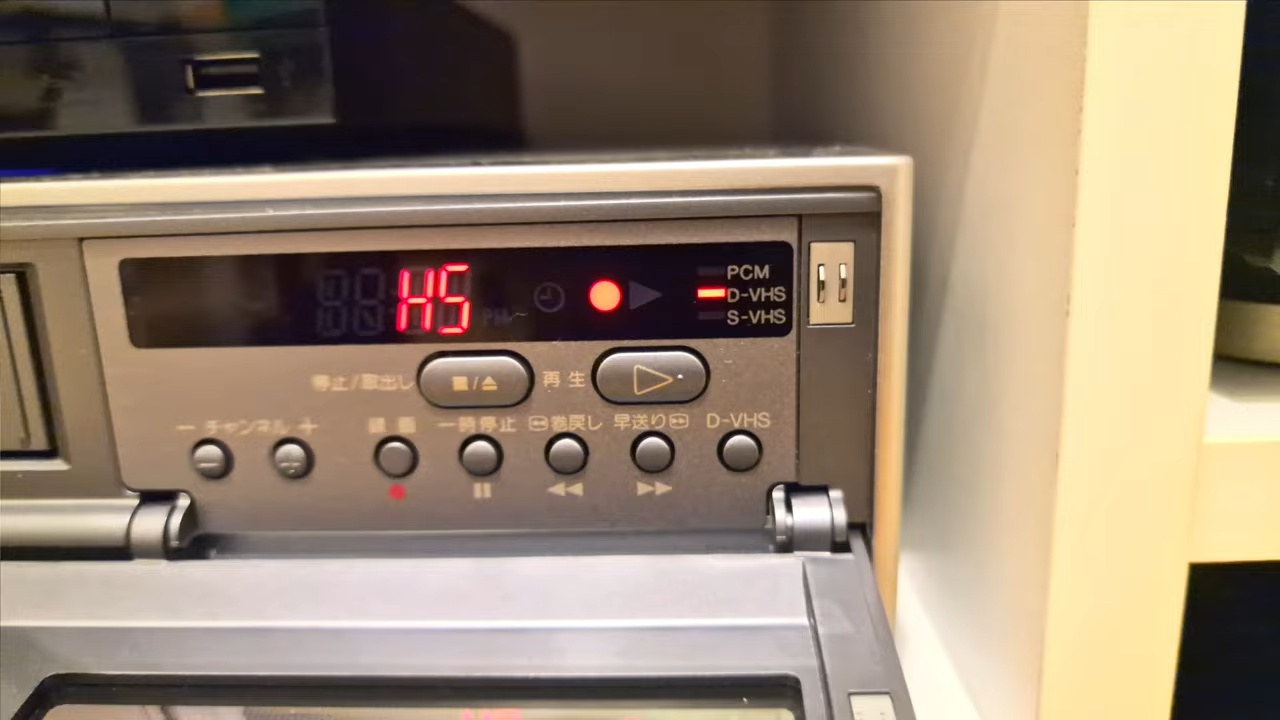 HS
PCM
D-VHS
S-VHS
停止/取出し
■/⏏
再生
▷
− チャンネル +
録画
一時停止
巻戻し
早送り
D-VHS